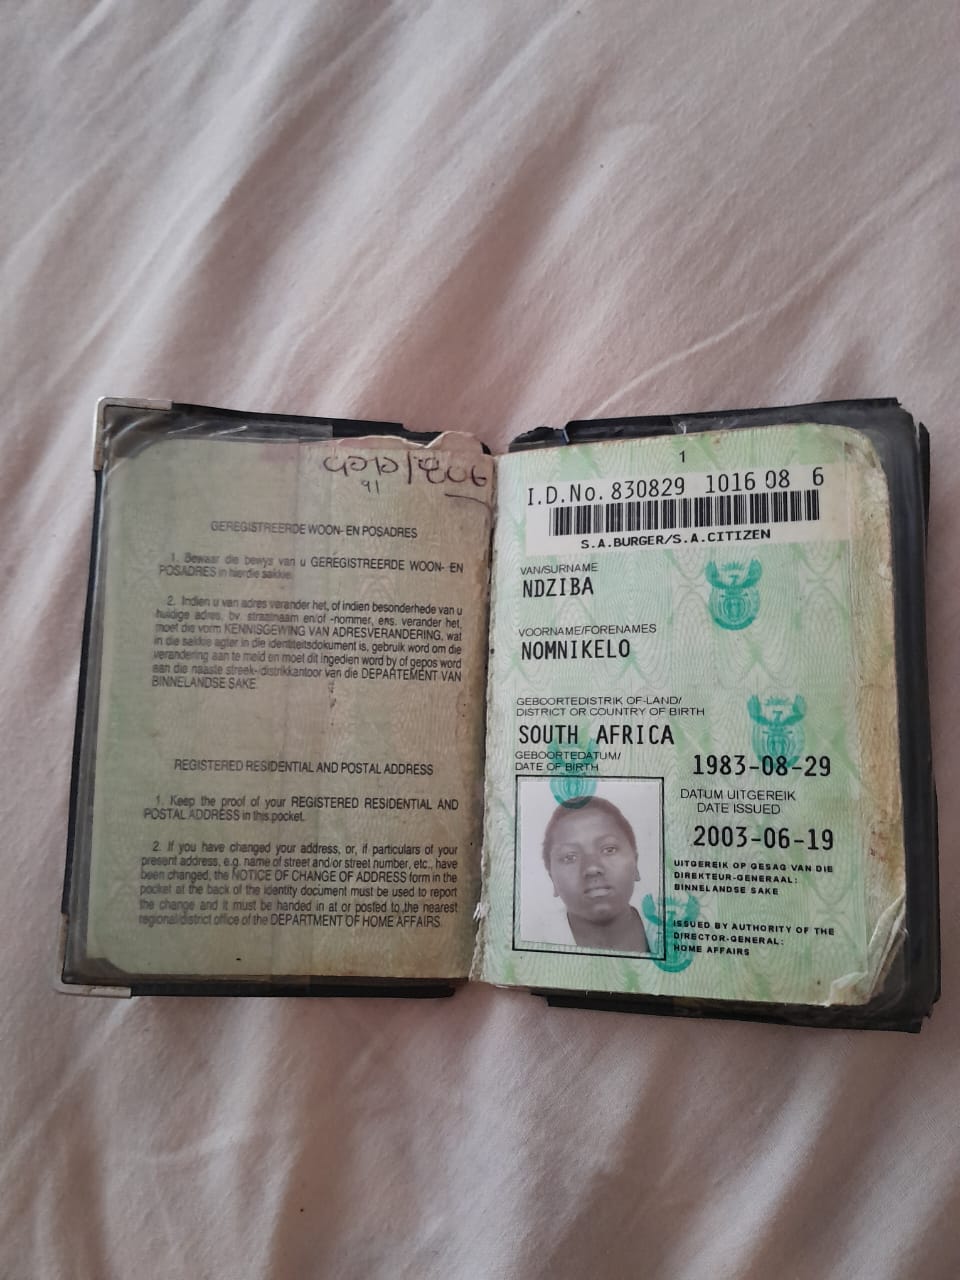 GEREGISTREERDE WOON- EN POSADRES
1. Bewaar die bewys van u GEREGISTREERDE WOON- EN
POSADRES in hierdie sakkie.
2. Indien u van adres verander het, of indien besonderhede van u
huidige adres, bv. straatnaam en/of -nommer, ens. verander het,
moet die vorm KENNISGEWING VAN ADRESVERANDERING, wat
in die sakkie agter in die identiteitsdokument is, gebruik word om die
verandering aan te meld en moet dit ingedien word by of gepos word
aan die naaste streek-/distrikkantoor van die DEPARTEMENT VAN
BINNELANDSE SAKE.
REGISTERED RESIDENTIAL AND POSTAL ADDRESS
1. Keep the proof of your REGISTERED RESIDENTIAL AND
POSTAL ADDRESS in this pocket.
2. If you have changed your address, or, if particulars of your
present address, e.g. name of street and/or street number, etc., have
been changed, the NOTICE OF CHANGE OF ADDRESS form in the
pocket at the back of the identity document must be used to report
the change and it must be handed in at or posted to the nearest
regional/district office of the DEPARTMENT OF HOME AFFAIRS.
1
I.D.No. 830829 1016 08 6
S.A.BURGER/S.A.CITIZEN
VAN/SURNAME
NDZIBA
VOORNAME/FORENAMES
NOMNIKELO
GEBOORTEDISTRIK OF-LAND/
DISTRICT OR COUNTRY OF BIRTH
SOUTH AFRICA
GEBOORTEDATUM/
DATE OF BIRTH
1983-08-29
DATUM UITGEREIK
DATE ISSUED
2003-06-19
UITGEREIK OP GESAG VAN DIE
DIREKTEUR-GENERAAL:
BINNELANDSE SAKE
ISSUED BY AUTHORITY OF THE
DIRECTOR-GENERAL:
HOME AFFAIRS